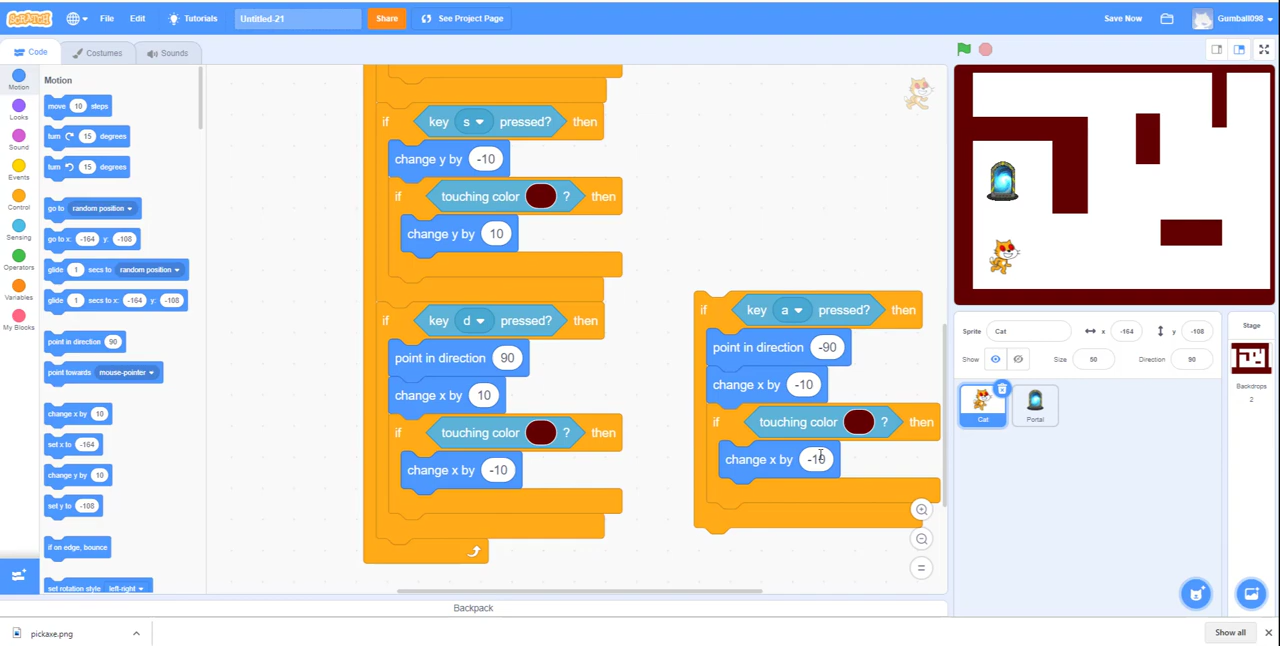 SCRATCH File Edit Tutorials Untitled-21 Share See Project Page Save Now Gumball098
Code Costumes Sounds
Motion
Looks
Sound
Events
Control
Sensing
Operators
Variables
My Blocks
Motion
move 10 steps
turn 15 degrees
turn 15 degrees
go to random position
go to x: -164 y: -108
glide 1 secs to random position
glide 1 secs to x: -164 y: -108
point in direction 90
point towards mouse-pointer
change x by 10
set x to -164
change y by 10
set y to -108
if on edge, bounce
set rotation style left-right
if key s pressed? then
change y by -10
if touching color ? then
change y by 10
if key d pressed? then
point in direction 90
change x by 10
if touching color ? then
change x by -10
if key a pressed? then
point in direction -90
change x by -10
if touching color ? then
change x by -10
Sprite Cat x -164 y -108
Show Size 50 Direction 90
Cat
Portal
Stage
Backdrops
2
Backpack
pickaxe.png
Show all